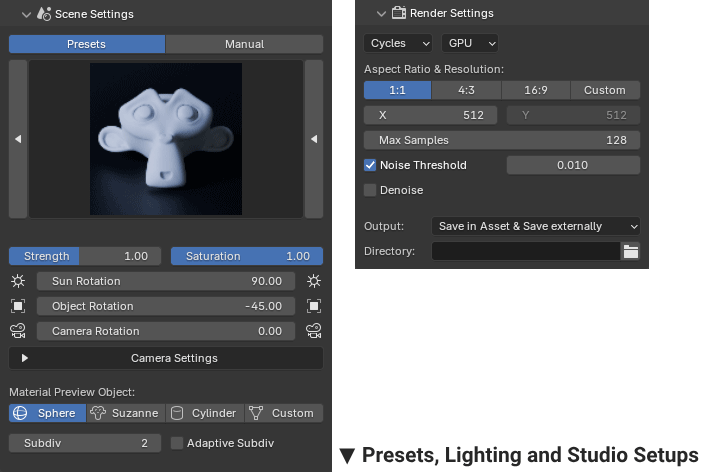 Scene Settings
Presets Manual
Strength 1.00 Saturation 1.00
Sun Rotation 90.00
Object Rotation -45.00
Camera Rotation 0.00
Camera Settings
Material Preview Object:
Sphere Suzanne Cylinder Custom
Subdiv 2 Adaptive Subdiv
Render Settings
Cycles GPU
Aspect Ratio & Resolution:
1:1 4:3 16:9 Custom
X 512 Y 512
Max Samples 128
Noise Threshold 0.010
Denoise
Output: Save in Asset & Save externally
Directory:
▼ Presets, Lighting and Studio Setups